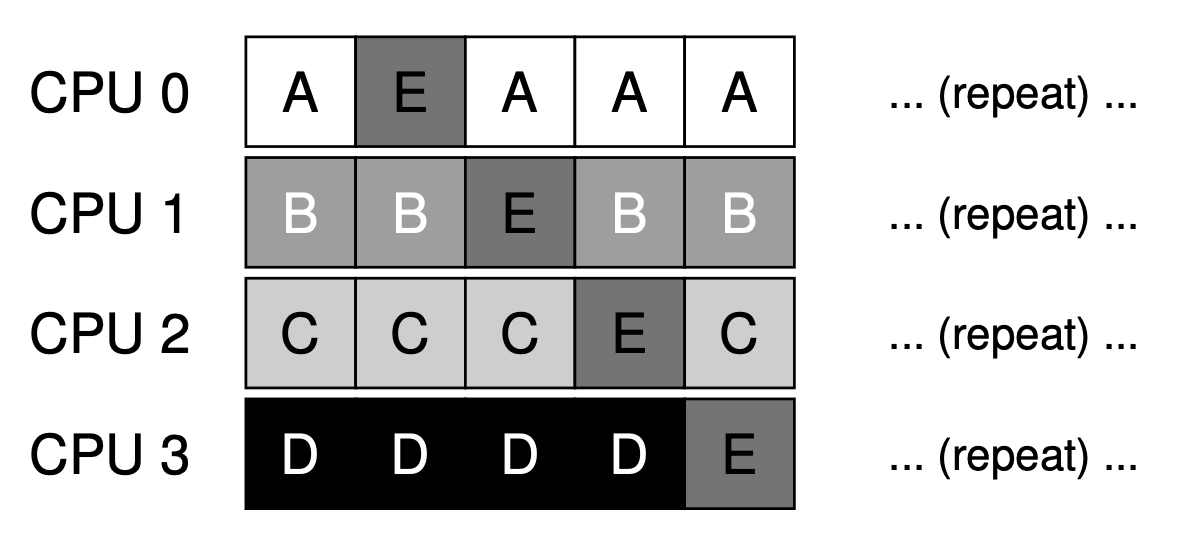 CPU 0 A E A A A ... (repeat) ...
CPU 1 B B E B B ... (repeat) ...
CPU 2 C C C E C ... (repeat) ...
CPU 3 D D D D E ... (repeat) ...